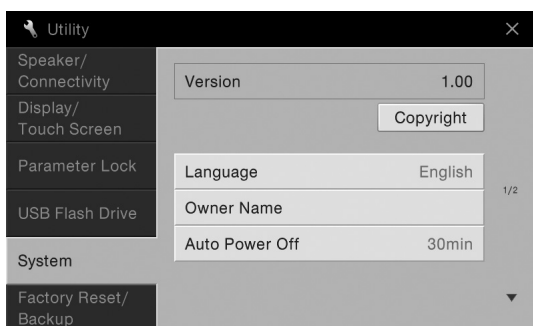 Utility
Speaker/
Connectivity
Display/
Touch Screen
Parameter Lock
USB Flash Drive
System
Factory Reset/
Backup
Version 1.00
Copyright
Language English
Owner Name
Auto Power Off 30min
1/2